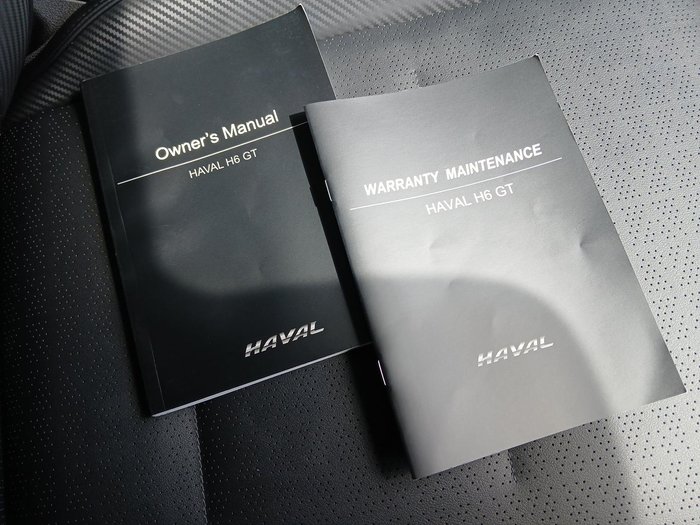 Owner's Manual
HAVAL H6 GT
HAVAL
WARRANTY MAINTENANCE
HAVAL H6 GT
HAVAL